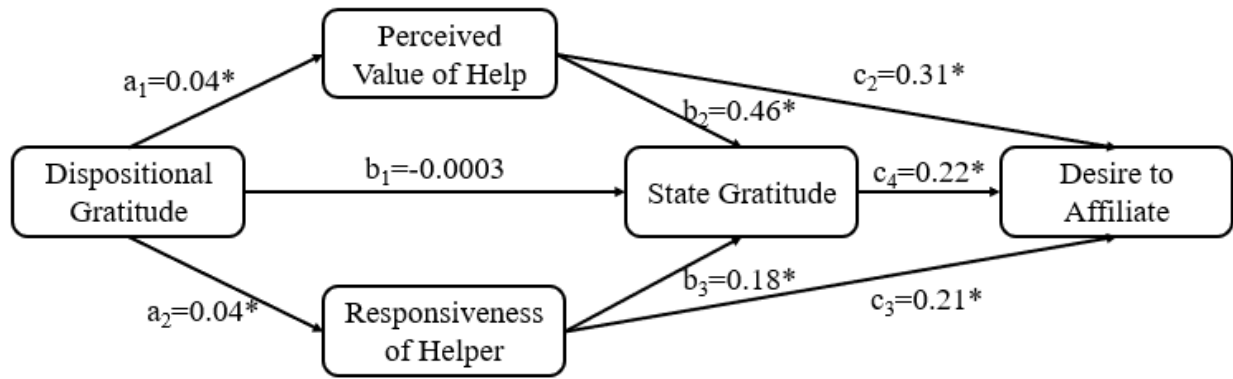 Perceived
Value of Help
a₁=0.04*
c₂=0.31*
b₂=0.46*
Dispositional
Gratitude
b₁=-0.0003
State Gratitude
c₄=0.22*
Desire to
Affiliate
a₂=0.04*
Responsiveness
of Helper
b₃=0.18*
c₃=0.21*